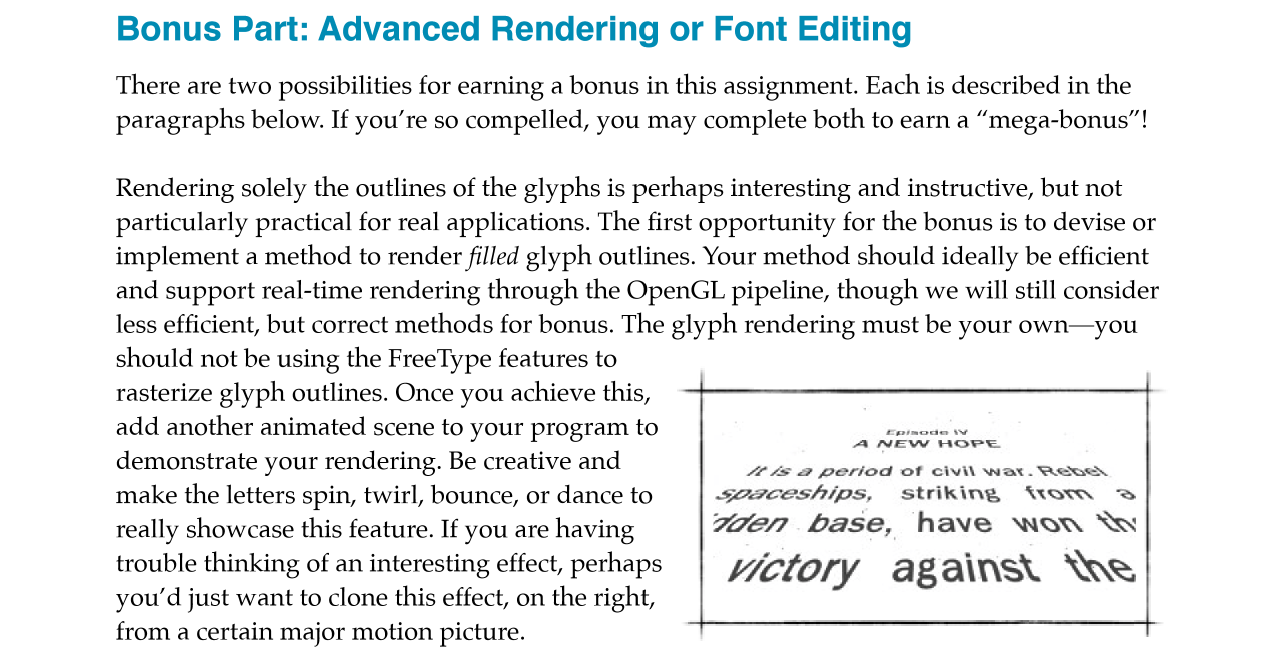 Bonus Part: Advanced Rendering or Font Editing
There are two possibilities for earning a bonus in this assignment. Each is described in the
paragraphs below. If you’re so compelled, you may complete both to earn a “mega-bonus”!
Rendering solely the outlines of the glyphs is perhaps interesting and instructive, but not
particularly practical for real applications. The first opportunity for the bonus is to devise or
implement a method to render filled glyph outlines. Your method should ideally be efficient
and support real-time rendering through the OpenGL pipeline, though we will still consider
less efficient, but correct methods for bonus. The glyph rendering must be your own—you
should not be using the FreeType features to
rasterize glyph outlines. Once you achieve this,
add another animated scene to your program to
demonstrate your rendering. Be creative and
make the letters spin, twirl, bounce, or dance to
really showcase this feature. If you are having
trouble thinking of an interesting effect, perhaps
you’d just want to clone this effect, on the right,
from a certain major motion picture.
Episode IV
A NEW HOPE
It is a period of civil war. Rebel
spaceships, striking from a
dden base, have won th
victory against the